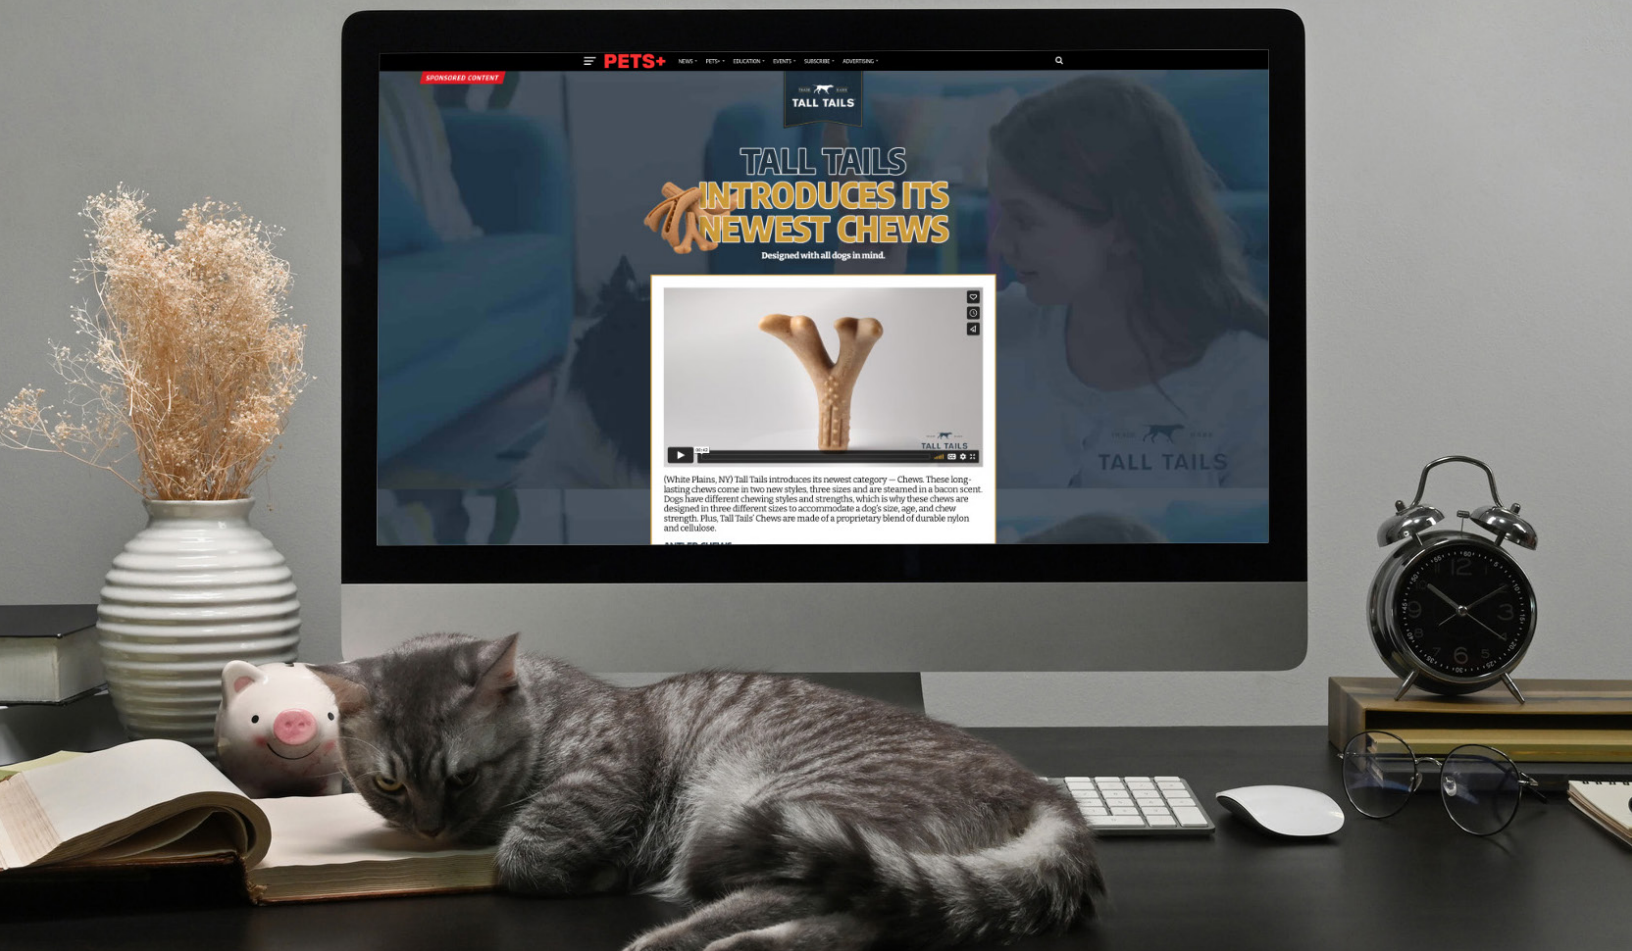 PETS+
NEWS
PETS+
EDUCATION
EVENTS
SUBSCRIBE
ADVERTISING
SPONSORED CONTENT
TALL TAILS
TALL TAILS
INTRODUCES ITS
NEWEST CHEWS
Designed with all dogs in mind.
TALL TAILS
(White Plains, NY) Tall Tails introduces its newest category — Chews. These long-
lasting chews come in two new styles, three sizes and are steamed in a bacon scent.
Dogs have different chewing styles and strengths, which is why these chews are
designed in three different sizes to accommodate a dog's size, age, and chew
strength. Plus, Tall Tails' Chews are made of a proprietary blend of durable nylon
and cellulose.
TALL TAILS
12
3
6